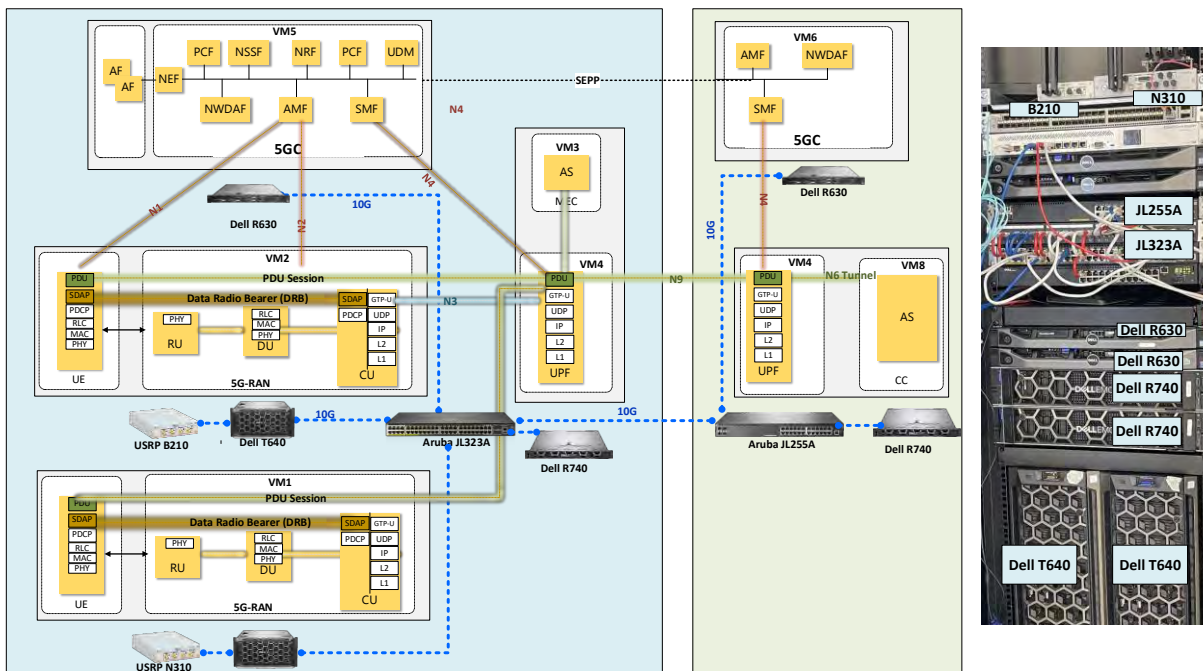 VM5
PCF
NSSF
NRF
PCF
UDM
AF
AF
NEF
NWDAF
AMF
SMF
5GC
SEPP
VM6
AMF
NWDAF
SMF
5GC
N4
N1
N2
N4
N4
VM3
AS
MEC
Dell R630
10G
Dell R630
10G
VM2
PDU Session
PDU
SDAP
PDCP
RLC
MAC
PHY
UE
Data Radio Bearer (DRB)
PHY
RU
RLC
MAC
PHY
DU
SDAP
PDCP
GTP-U
UDP
IP
L2
L1
CU
5G-RAN
N3
VM4
PDU
GTP-U
UDP
IP
L2
L1
UPF
N9
VM4
PDU
GTP-U
UDP
IP
L2
L1
UPF
N6 Tunnel
VM8
AS
CC
USRP B210
10G
Dell T640
Aruba JL323A
10G
Dell R740
Aruba JL255A
Dell R740
VM1
PDU Session
PDU
SDAP
PDCP
RLC
MAC
PHY
UE
Data Radio Bearer (DRB)
PHY
RU
RLC
MAC
PHY
DU
SDAP
PDCP
GTP-U
UDP
IP
L2
L1
CU
5G-RAN
USRP N310
N310
B210
JL255A
JL323A
Dell R630
Dell R630
Dell R740
Dell R740
Dell T640
Dell T640